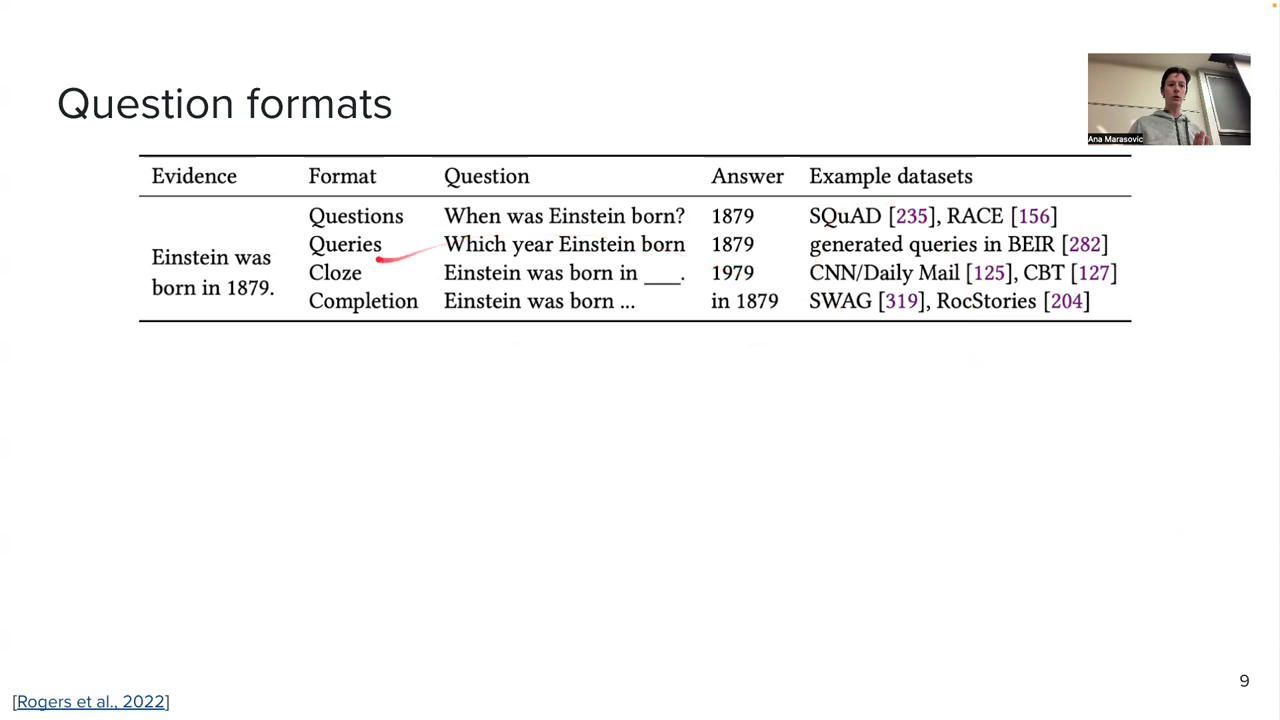 Question formats
Ana Marasovic
Evidence Format Question Answer Example datasets
Questions When was Einstein born? 1879 SQuAD [235], RACE [156]
Queries Which year Einstein born 1879 generated queries in BEIR [282]
Einstein was born in 1879.
Cloze Einstein was born in ___. 1979 CNN/Daily Mail [125], CBT [127]
Completion Einstein was born ... in 1879 SWAG [319], RocStories [204]
9
[Rogers et al., 2022]